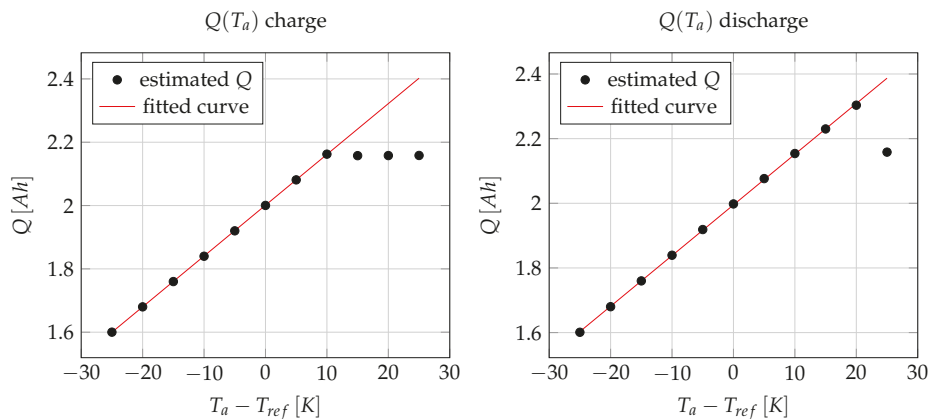 Q(T_a) charge
estimated Q
fitted curve
2.4
2.2
2
1.8
1.6
Q [Ah]
−30
−20
−10
0
10
20
30
T_a − T_ref [K]
Q(T_a) discharge
estimated Q
fitted curve
2.4
2.2
2
1.8
1.6
Q [Ah]
−30
−20
−10
0
10
20
30
T_a − T_ref [K]